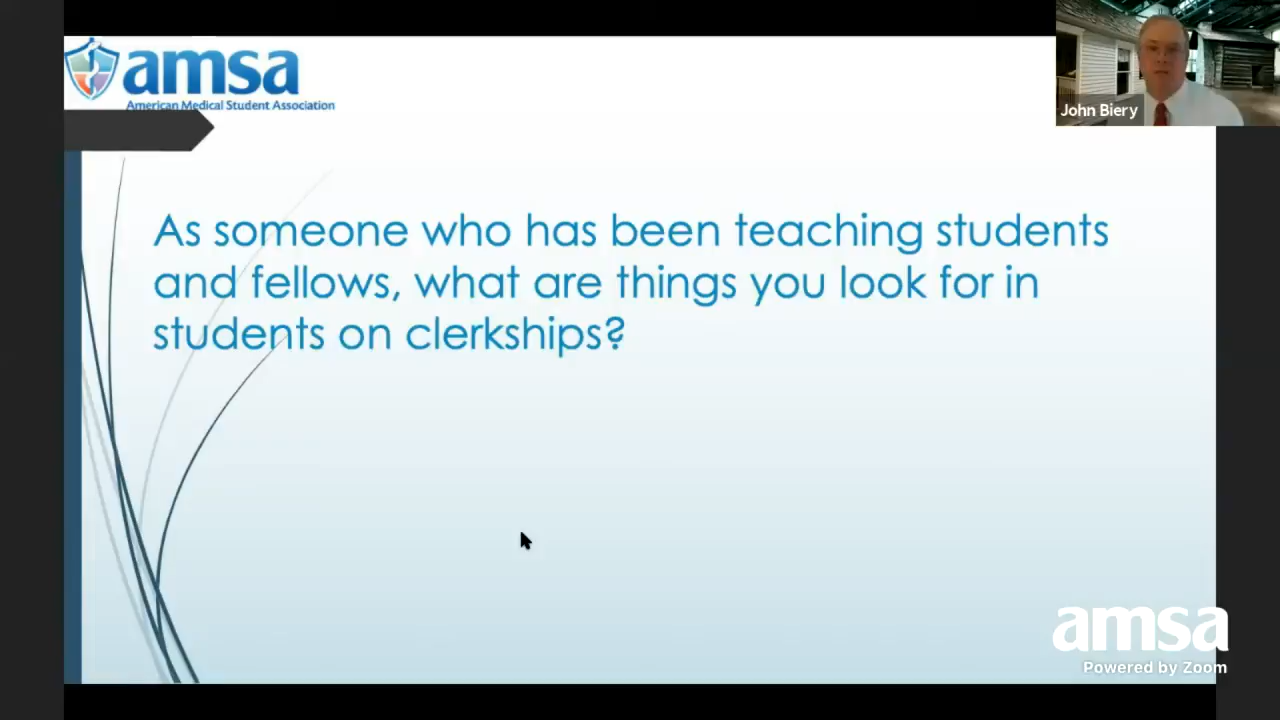 amsa
American Medical Student Association
John Biery
As someone who has been teaching students
and fellows, what are things you look for in
students on clerkships?
amsa
Powered by Zoom